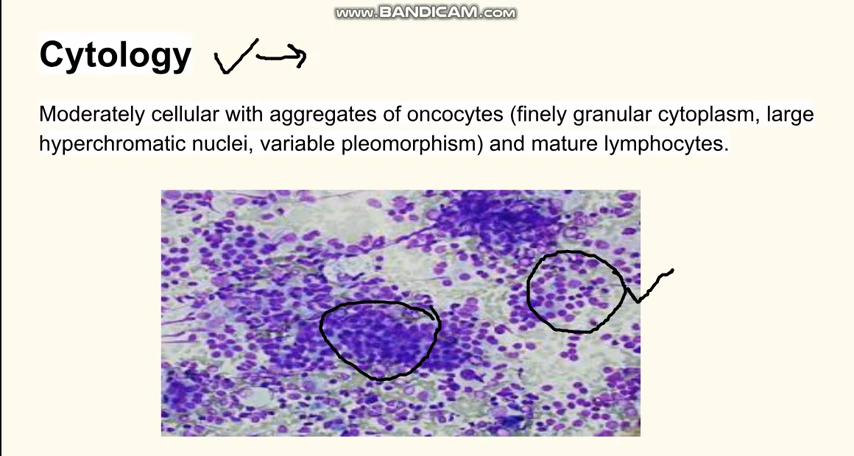 www.BANDICAM.com
Cytology
Moderately cellular with aggregates of oncocytes (finely granular cytoplasm, large
hyperchromatic nuclei, variable pleomorphism) and mature lymphocytes.